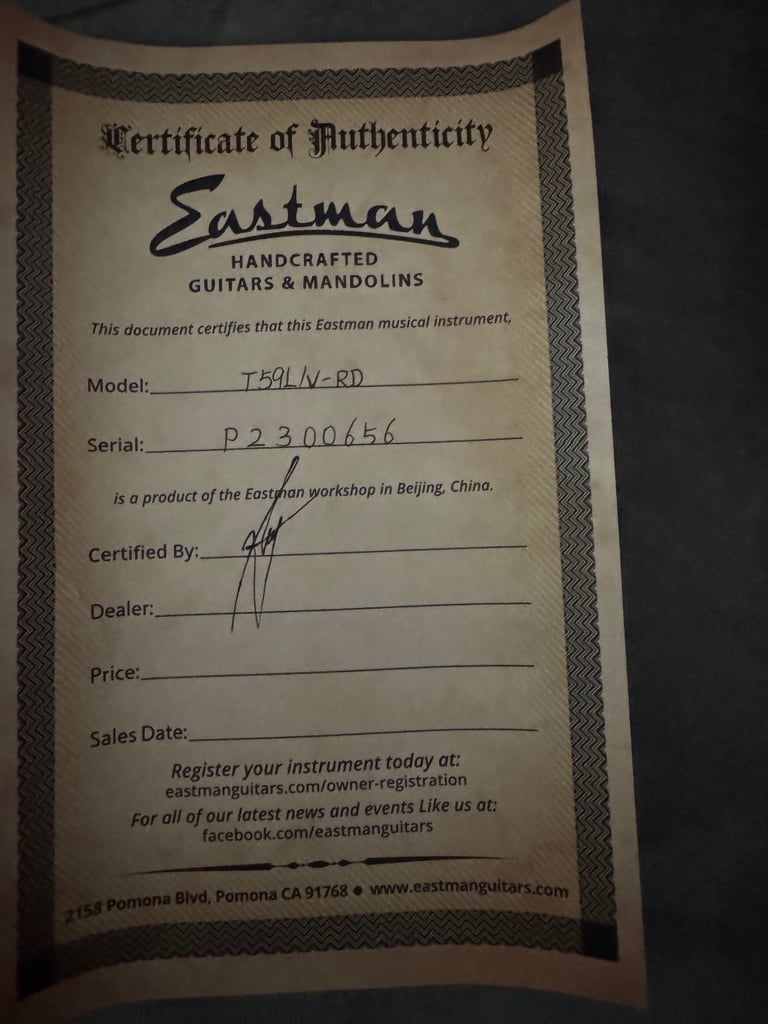 Certificate of Authenticity
Eastman
HANDCRAFTED
GUITARS & MANDOLINS
This document certifies that this Eastman musical instrument,
Model: T59L/V-RD
Serial: P2300656
is a product of the Eastman workshop in Beijing, China.
Certified By:
Dealer:
Price:
Sales Date:
Register your instrument today at:
eastmanguitars.com/owner-registration
For all of our latest news and events Like us at:
facebook.com/eastmanguitars
2158 Pomona Blvd, Pomona CA 91768 ● www.eastmanguitars.com